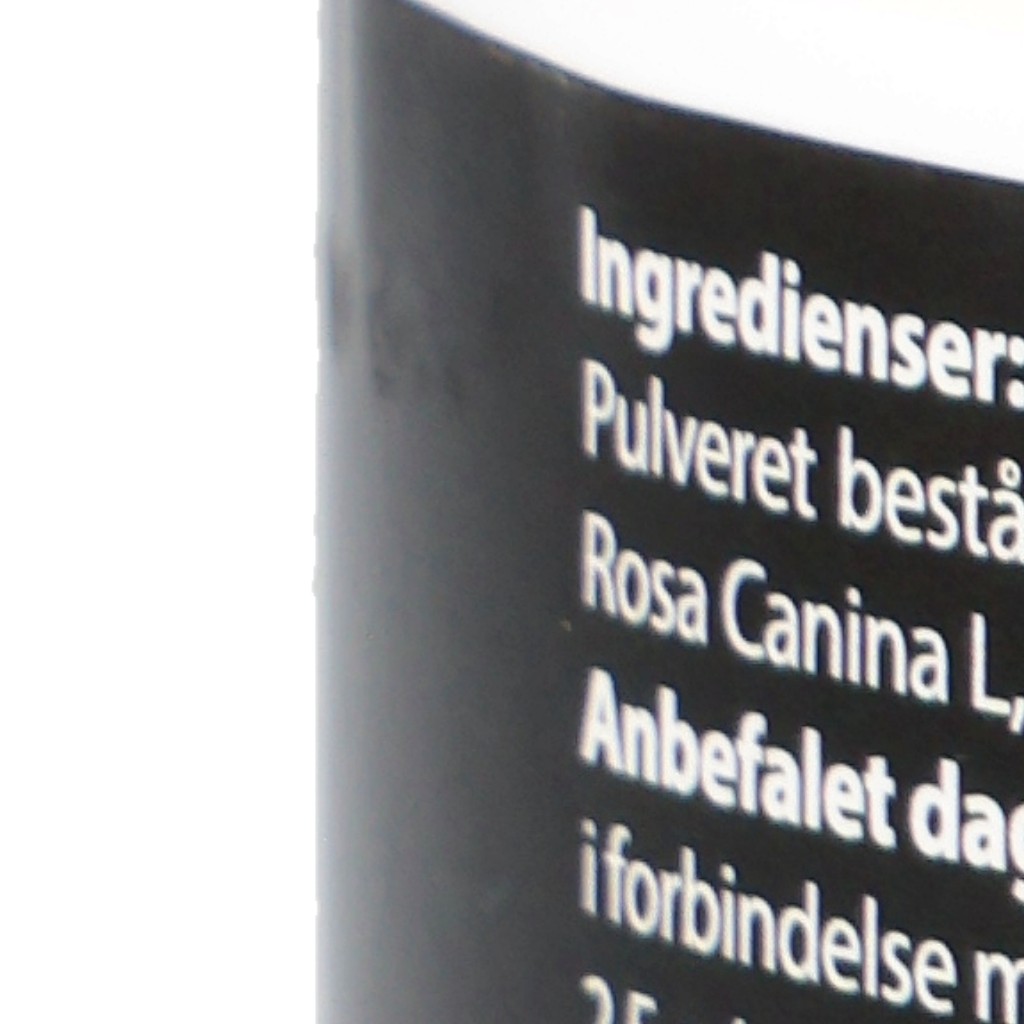 Ingredienser:
Pulveret bestå
Rosa Canina L,
Anbefalet dag
i forbindelse m